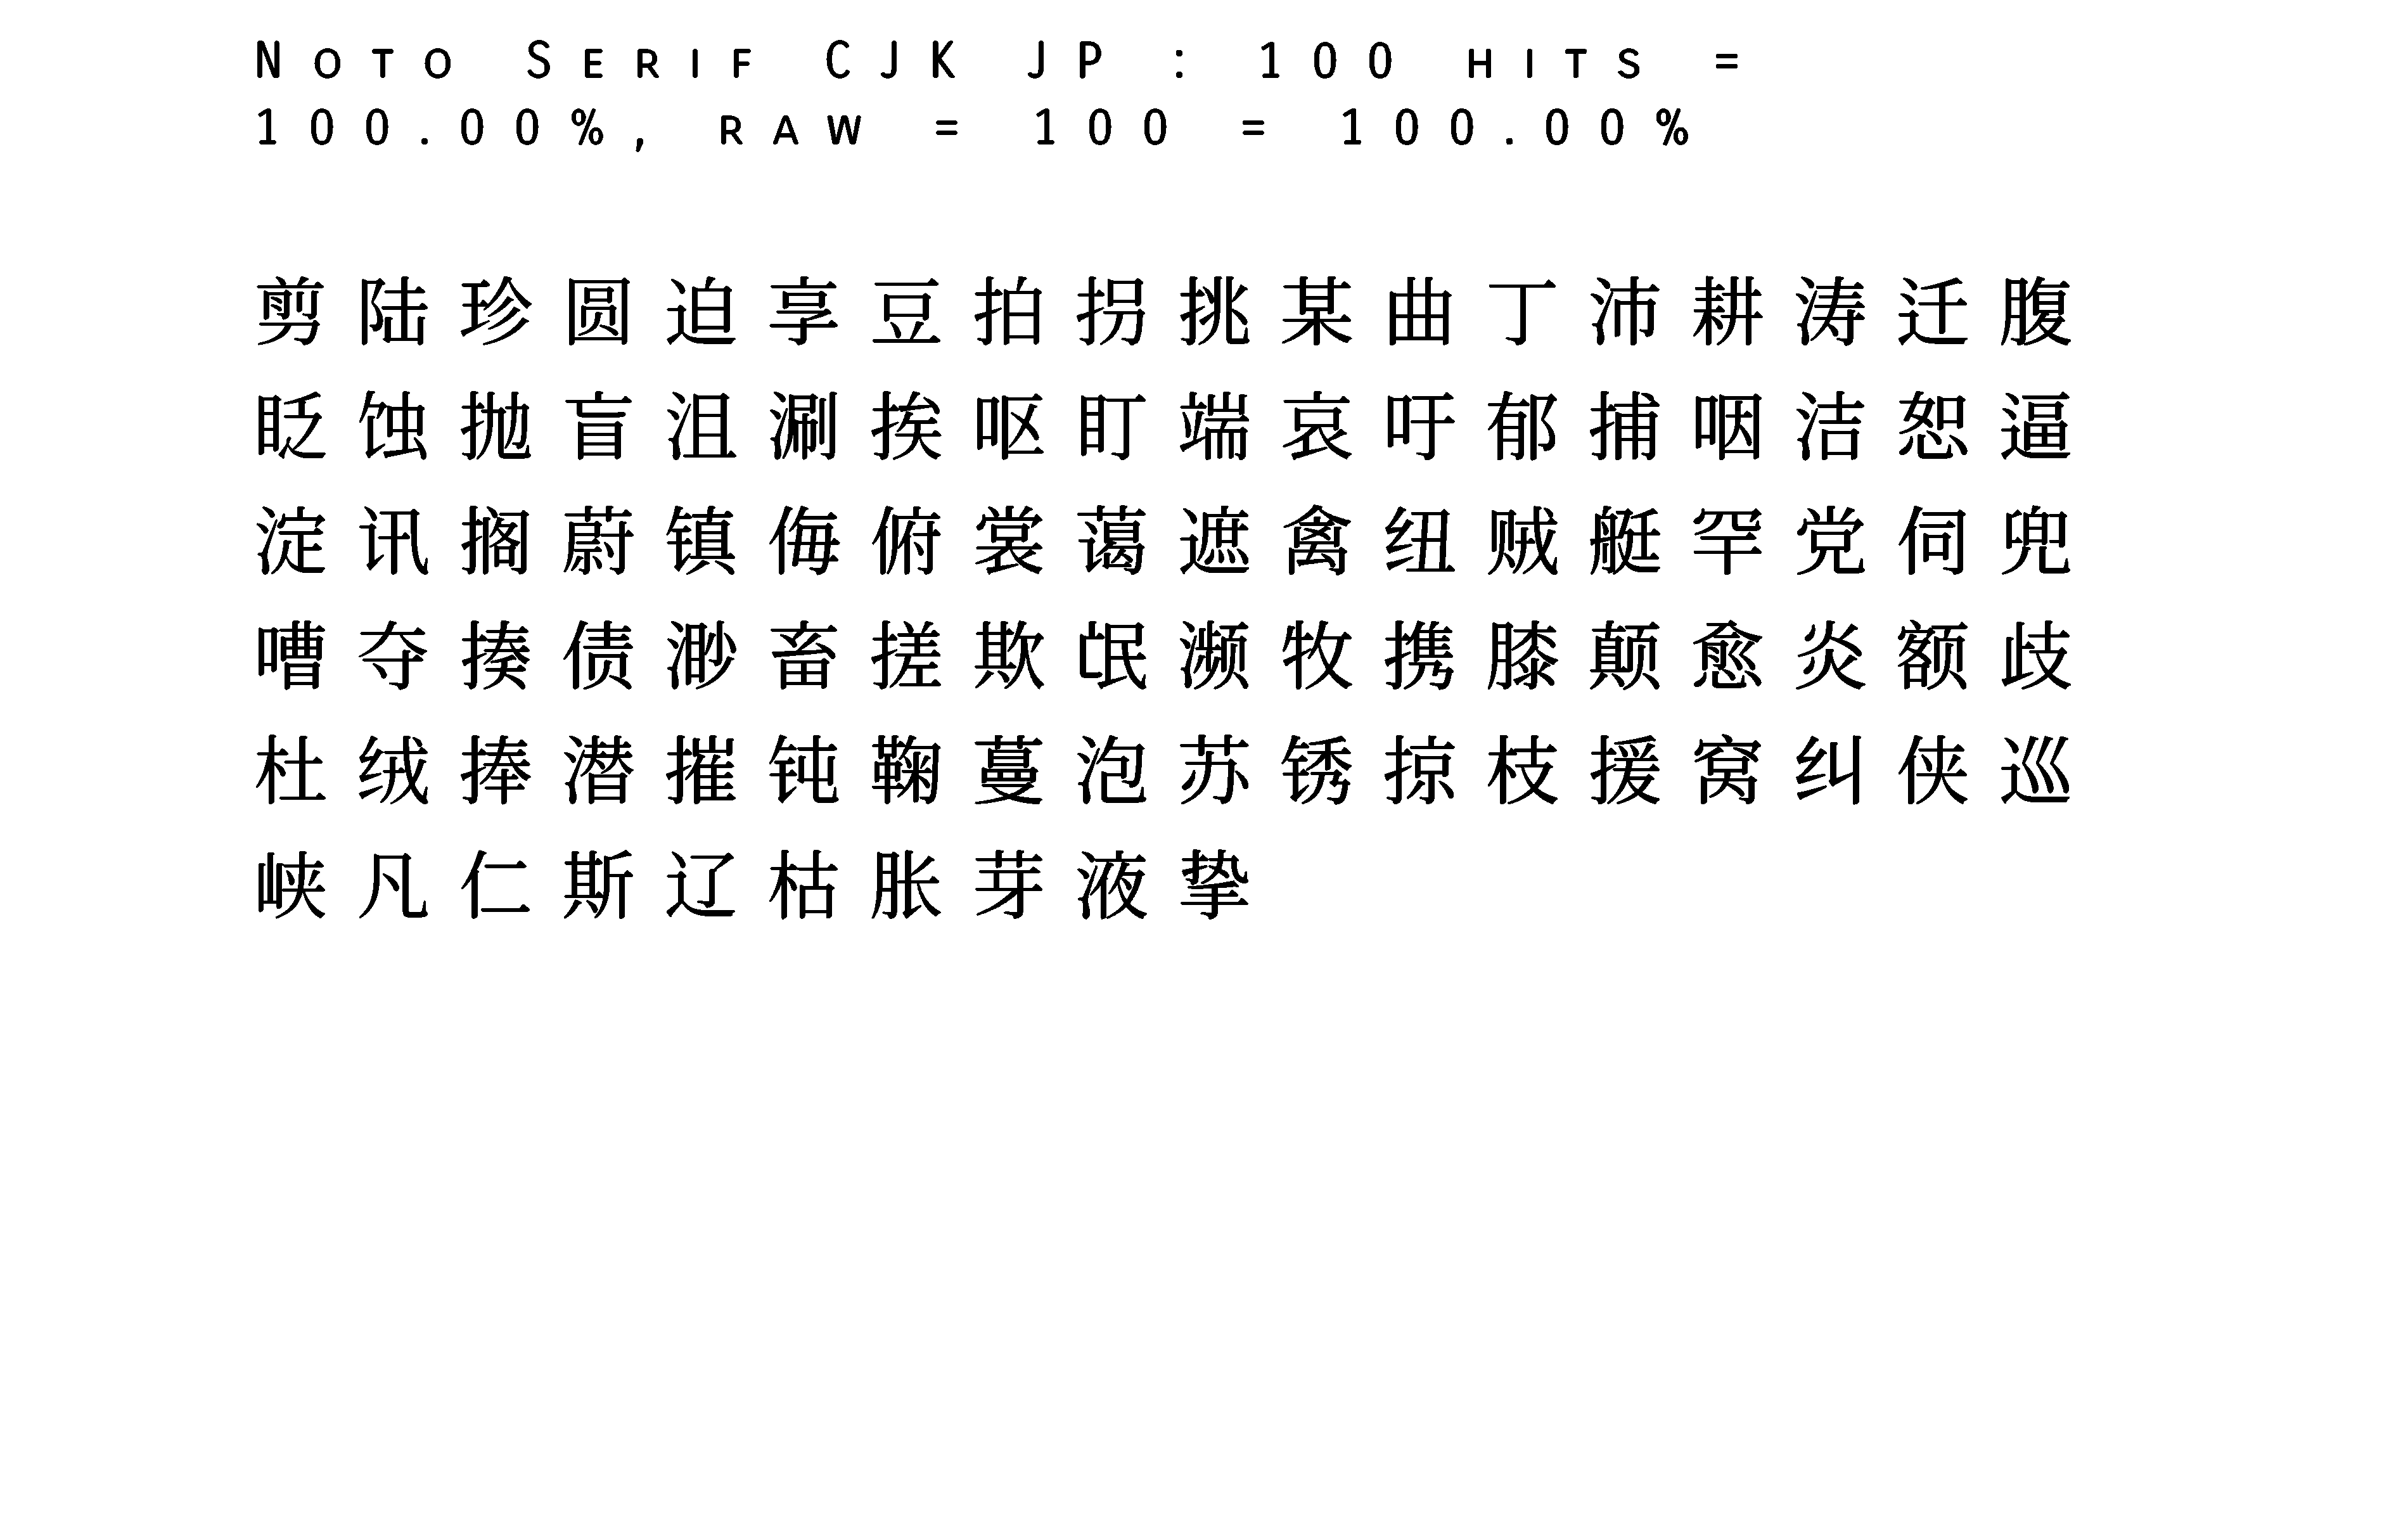 Noto Serif CJK JP : 100 hits =
100.00%, raw = 100 = 100.00%
剪陆珍圆迫享豆拍拐挑某曲丁沛耕涛迁腹
眨蚀抛盲沮涮挨呕盯端哀吁郁捕咽洁恕逼
淀讯搁蔚镇侮俯裳蔼遮禽纽贼艇罕党伺兜
嘈夺揍债渺畜搓欺氓濒牧携膝颠愈炎额歧
杜绒捧潜摧钝鞠蔓泡苏锈掠枝援窝纠侠巡
峡凡仁斯辽枯胀芽液挚